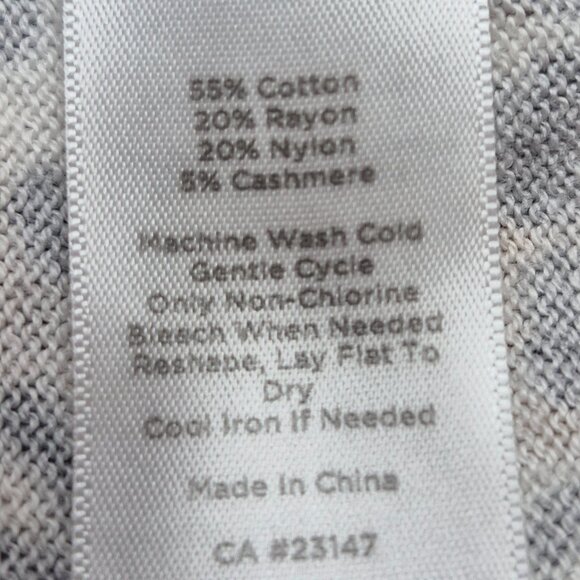 55% Cotton
20% Rayon
20% Nylon
5% Cashmere
Machine Wash Cold
Gentle Cycle
Only Non-Chlorine
Bleach When Needed
Reshape, Lay Flat To
Dry
Cool Iron If Needed
Made In China
CA #23147